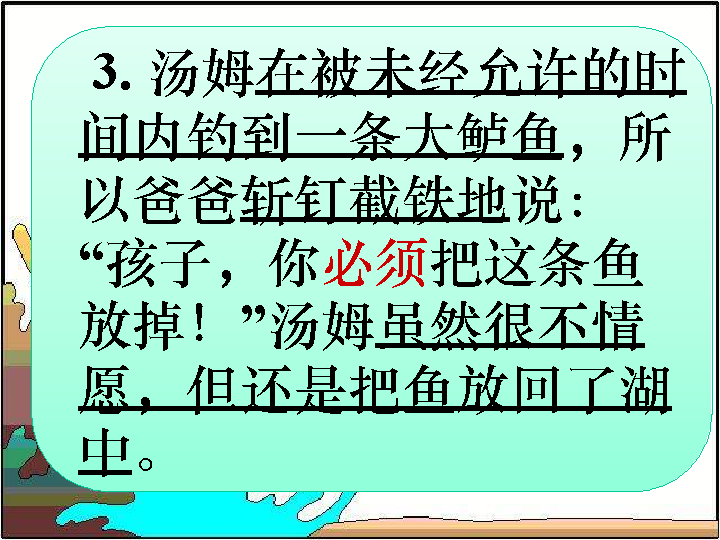 3. 汤姆在被未经允许的时
间内钓到一条大鲈鱼，所
以爸爸斩钉截铁地说：
“孩子，你必须把这条鱼
放掉！”汤姆虽然很不情
愿，但还是把鱼放回了湖
中。